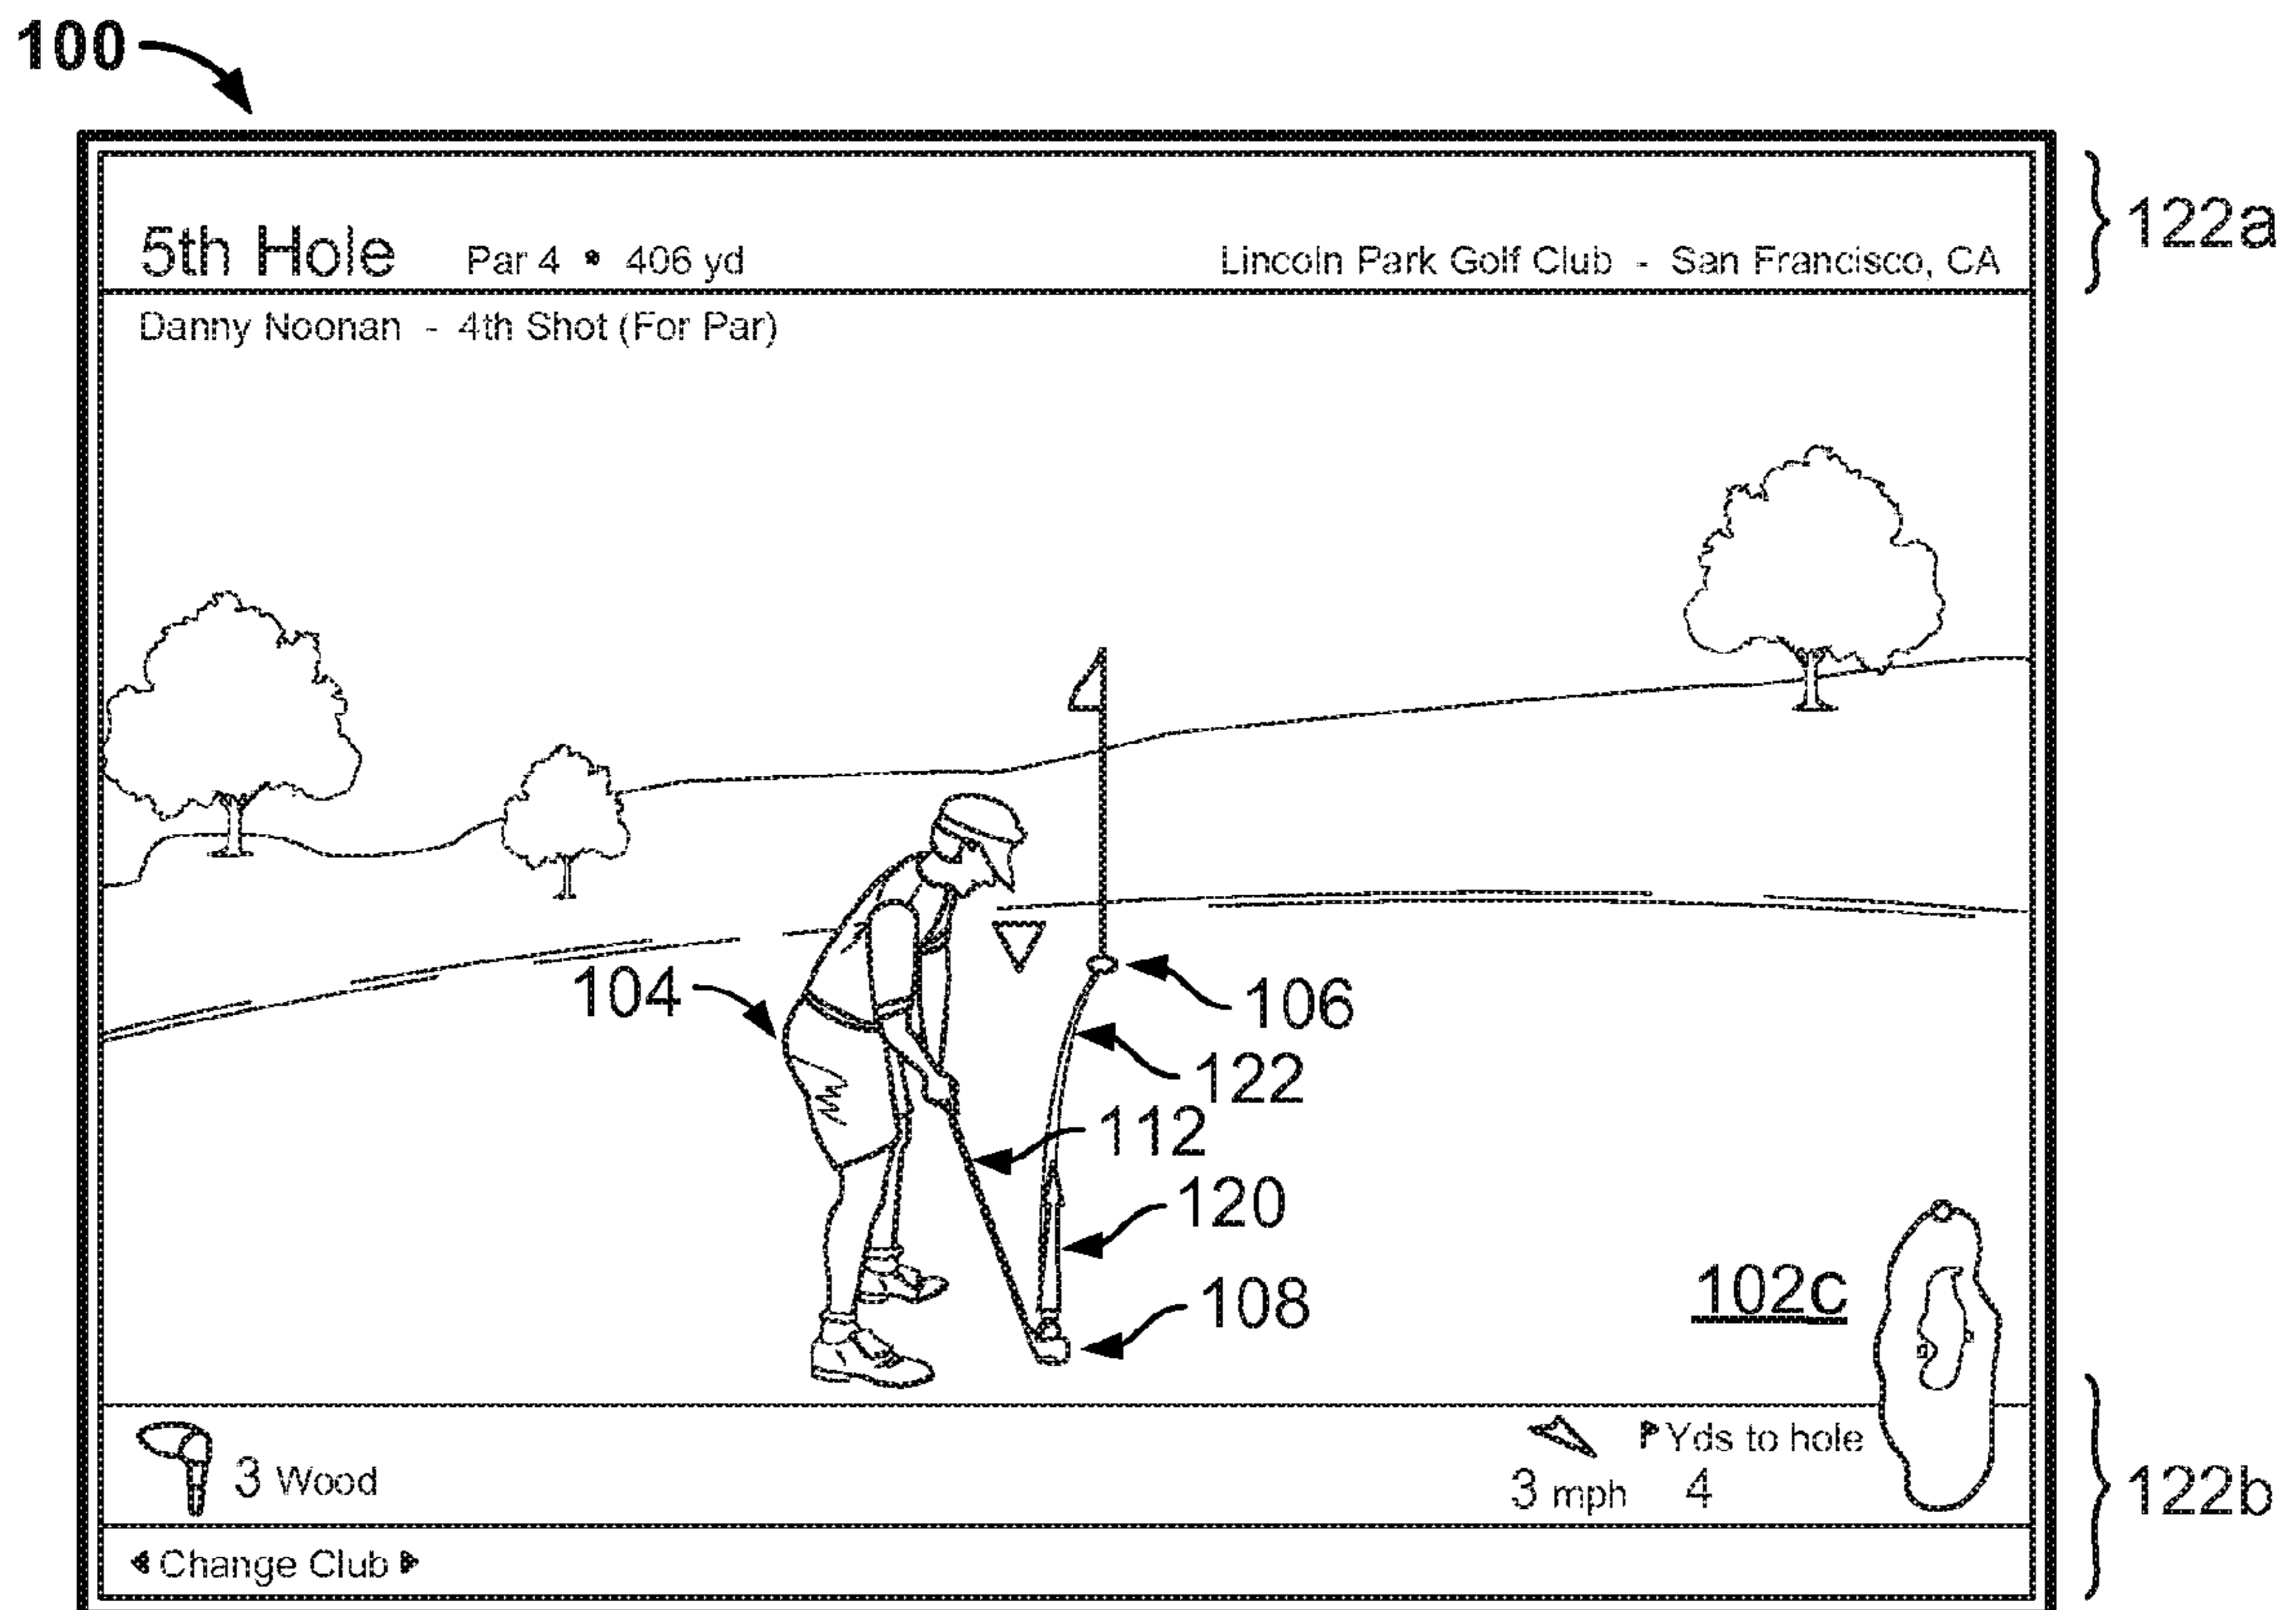 100
122a
5th Hole Par 4 • 406 yd Lincoln Park Golf Club - San Francisco, CA
Danny Noonan - 4th Shot (For Par)
104
106
122
112
120
108
102c
3 Wood
Yds to hole
3 mph 4
122b
Change Club